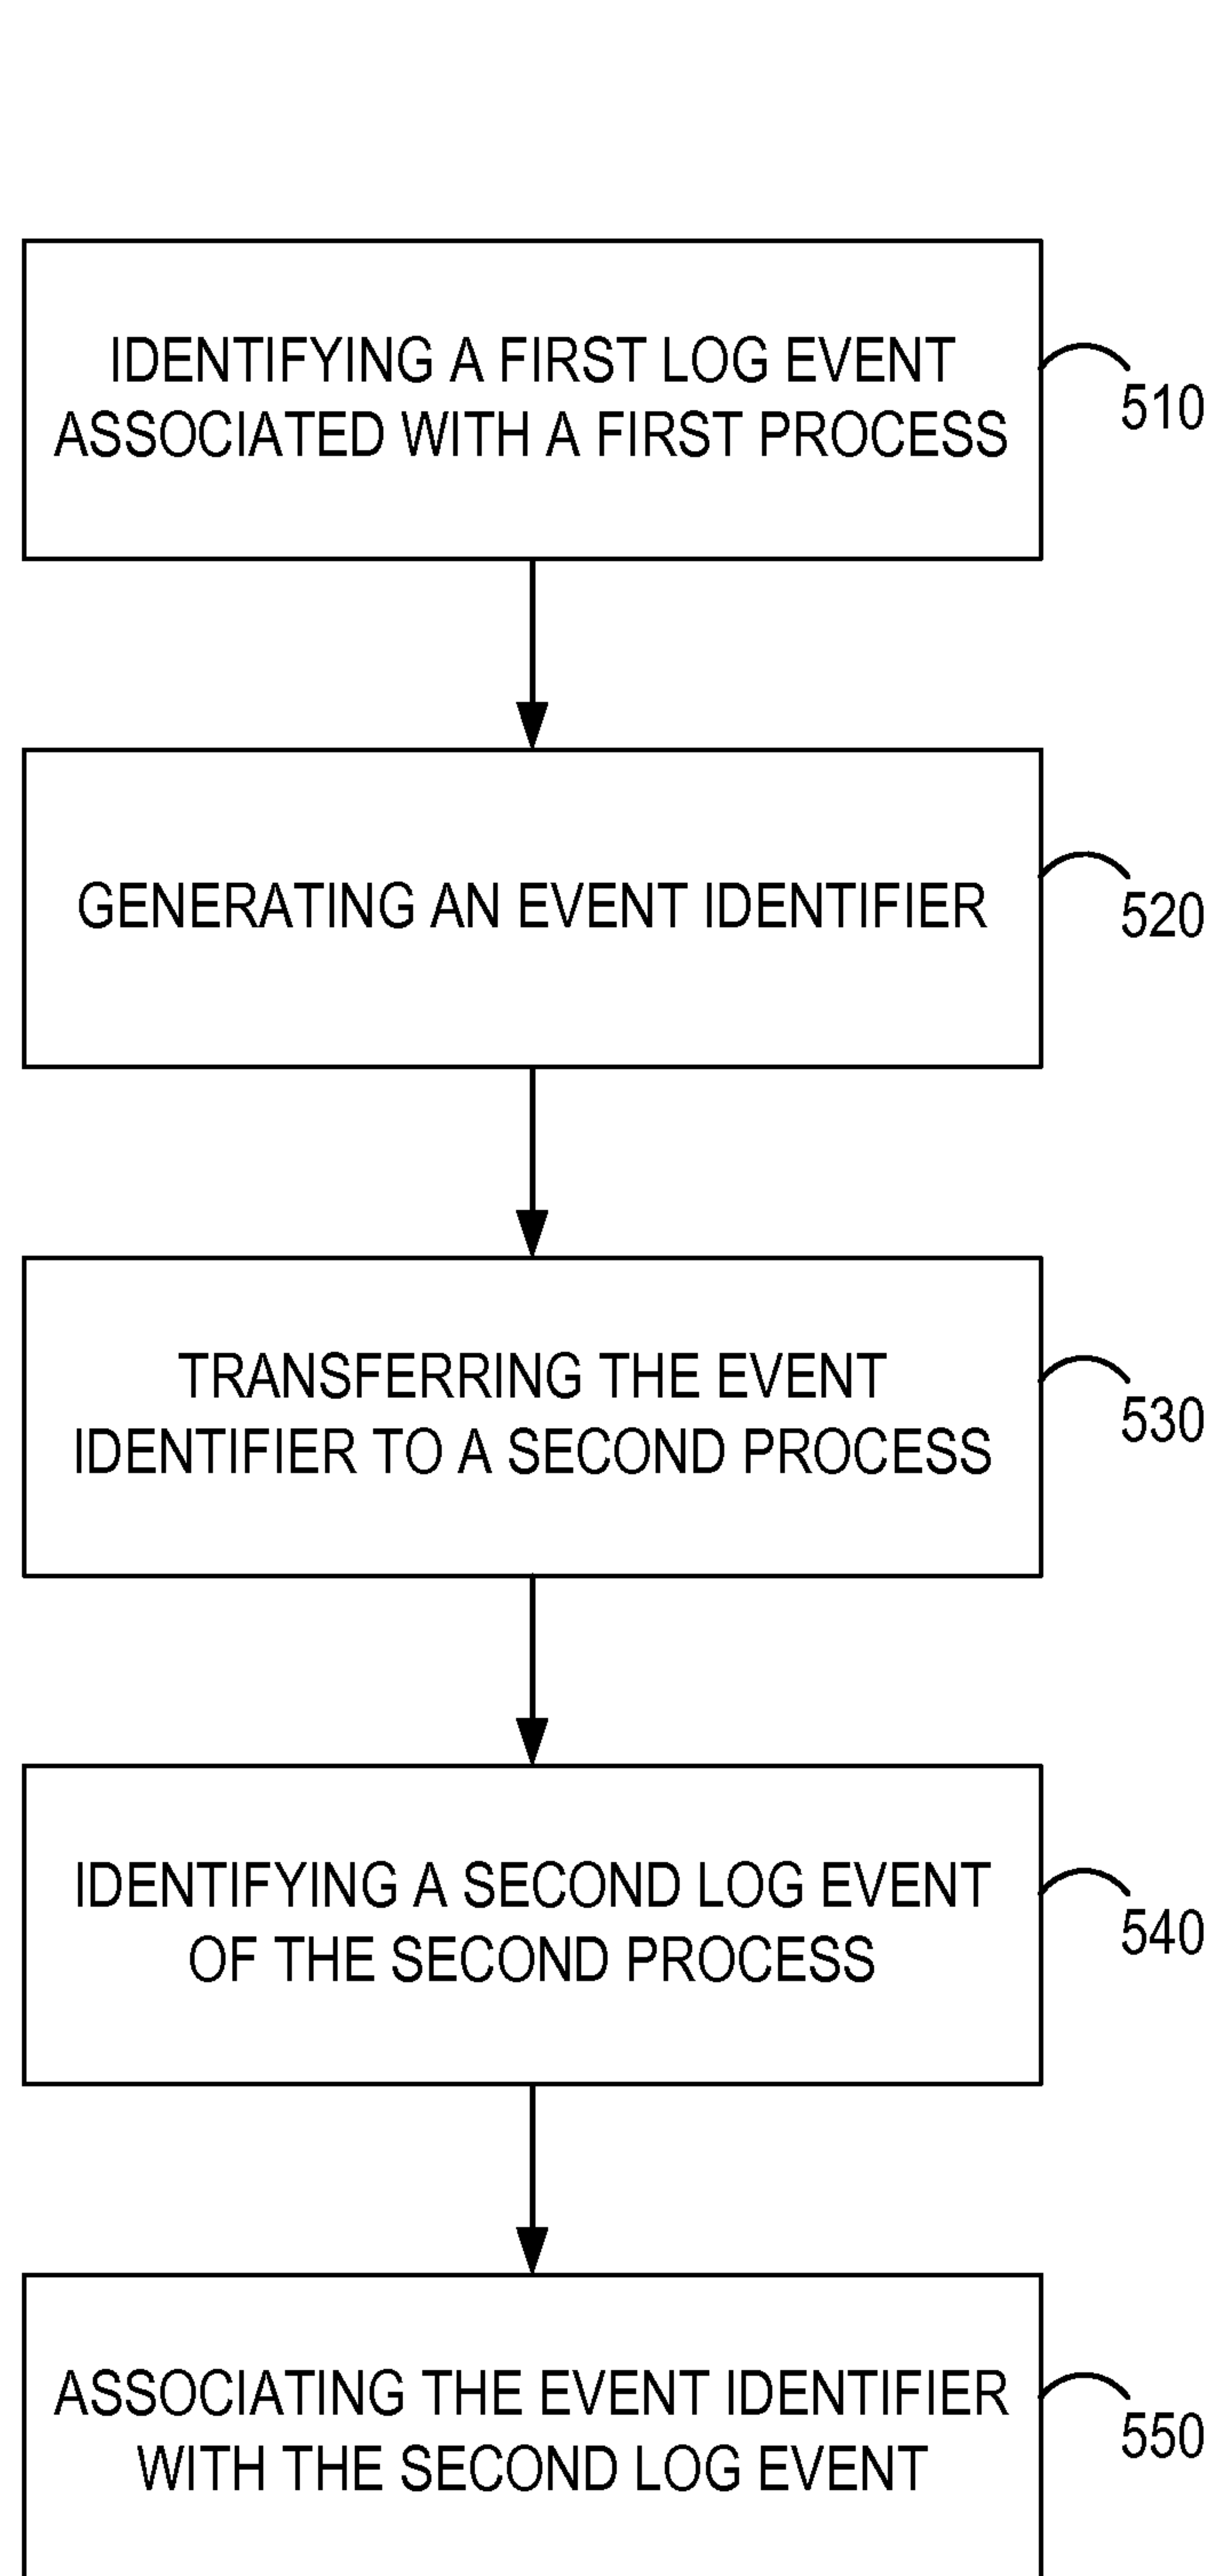 IDENTIFYING A FIRST LOG EVENT
ASSOCIATED WITH A FIRST PROCESS
510
GENERATING AN EVENT IDENTIFIER
520
TRANSFERRING THE EVENT
IDENTIFIER TO A SECOND PROCESS
530
IDENTIFYING A SECOND LOG EVENT
OF THE SECOND PROCESS
540
ASSOCIATING THE EVENT IDENTIFIER
WITH THE SECOND LOG EVENT
550